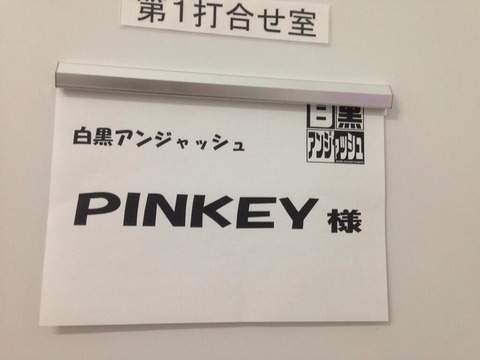 第1打合せ室
白黒アンジャッシュ
白黒
アンジャッシュ
PINKEY 様